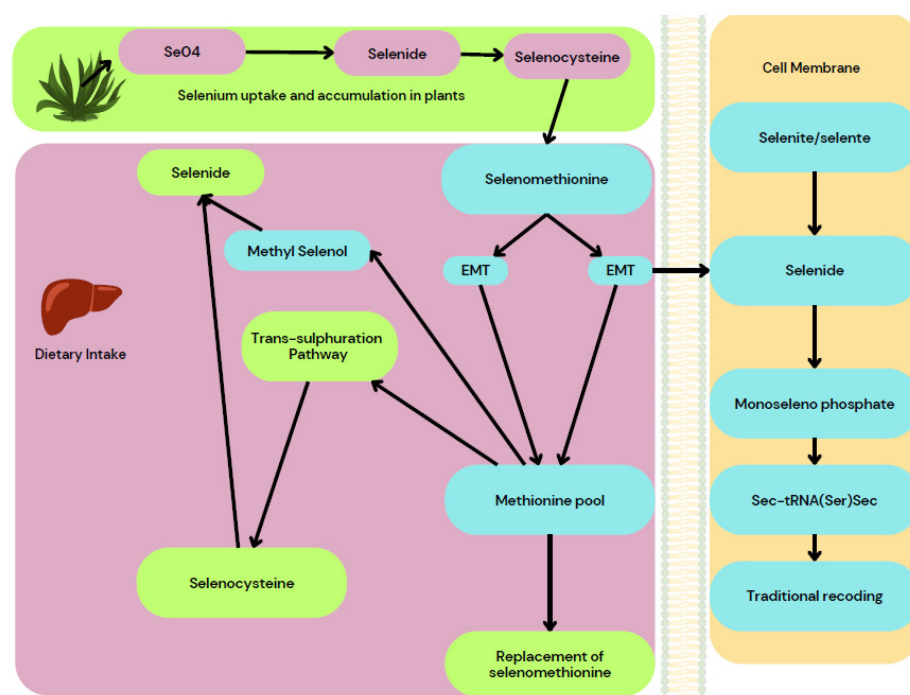 SeO4
Selenide
Selenocysteine
Selenium uptake and accumulation in plants
Cell Membrane
Selenite/selente
Selenide
Selenomethionine
Methyl Selenol
EMT
EMT
Selenide
Dietary Intake
Trans-sulphuration
Pathway
Monoseleno phosphate
Methionine pool
Sec-tRNA(Ser)Sec
Selenocysteine
Traditional recoding
Replacement of
selenomethionine